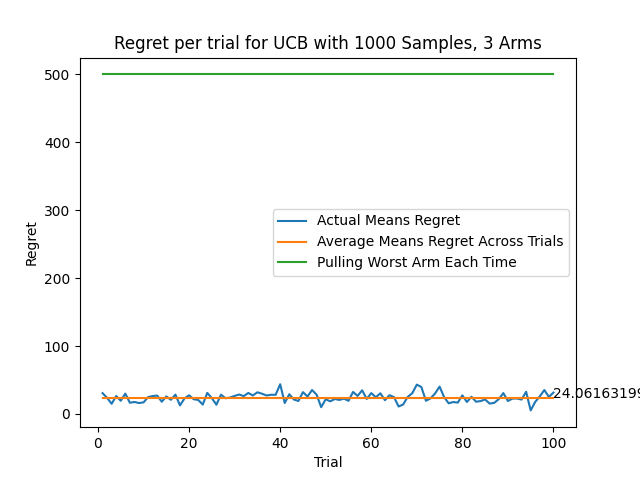 Regret per trial for UCB with 1000 Samples, 3 Arms
500
400
300
200
100
0
Regret
Actual Means Regret
Average Means Regret Across Trials
Pulling Worst Arm Each Time
24.06163199
0
20
40
60
80
100
Trial